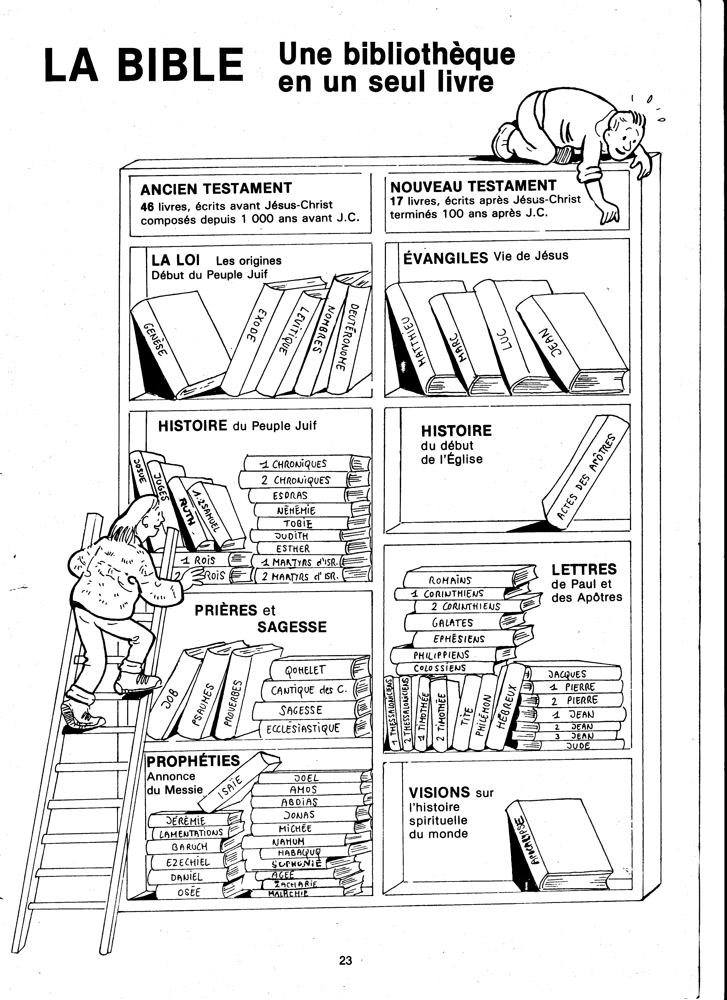 LA BIBLE
Une bibliothèque
en un seul livre
ANCIEN TESTAMENT
46 livres, écrits avant Jésus-Christ
composés depuis 1 000 ans avant J.C.
LA LOI Les origines
Début du Peuple Juif
GENÈSE
EXODE
LÉVITIQUE
NOMBRES
DEUTÉRONOME
HISTOIRE du Peuple Juif
JOSUE
JUGES
RUTH
1.2 SAMUEL
1 ROIS
2 ROIS
1 CHRONIQUES
2 CHRONIQUES
ESDRAS
NÉHÉMIE
TOBIE
JUDITH
ESTHER
1 MARTYRS d'ISR.
2 MARTYRS d'ISR.
PRIÈRES et
SAGESSE
JOB
PSAUMES
PROVERBES
QOHELET
CANTIQUE des C.
SAGESSE
ECCLÉSIASTIQUE
PROPHÉTIES
Annonce
du Messie
ISAÏE
JÉRÉMIE
LAMENTATIONS
BARUCH
EZECHIEL
DANIEL
OSÉE
JOEL
AMOS
ABDIAS
JONAS
MICHÉE
NAHUM
HABAQUQ
SOPHONIE
AGEE
ZACHARIE
MALACHIE
NOUVEAU TESTAMENT
17 livres, écrits après Jésus-Christ
terminés 100 ans après J.C.
ÉVANGILES Vie de Jésus
MATTHIEU
MARC
LUC
JEAN
HISTOIRE
du début
de l'Église
ACTES DES APÔTRES
LETTRES
de Paul et
des Apôtres
ROMAINS
1 CORINTHIENS
2 CORINTHIENS
GALATES
EPHÉSIENS
PHILIPPIENS
COLOSSIENS
1 THESSALONICIENS
2 THESSALONICIENS
1 TIMOTHÉE
2 TIMOTHÉE
TITE
PHILÉMON
HÉBREUX
JACQUES
1 PIERRE
2 PIERRE
1 JEAN
2 JEAN
3 JEAN
JUDE
VISIONS sur
l'histoire
spirituelle
du monde
APOCALYPSE
23